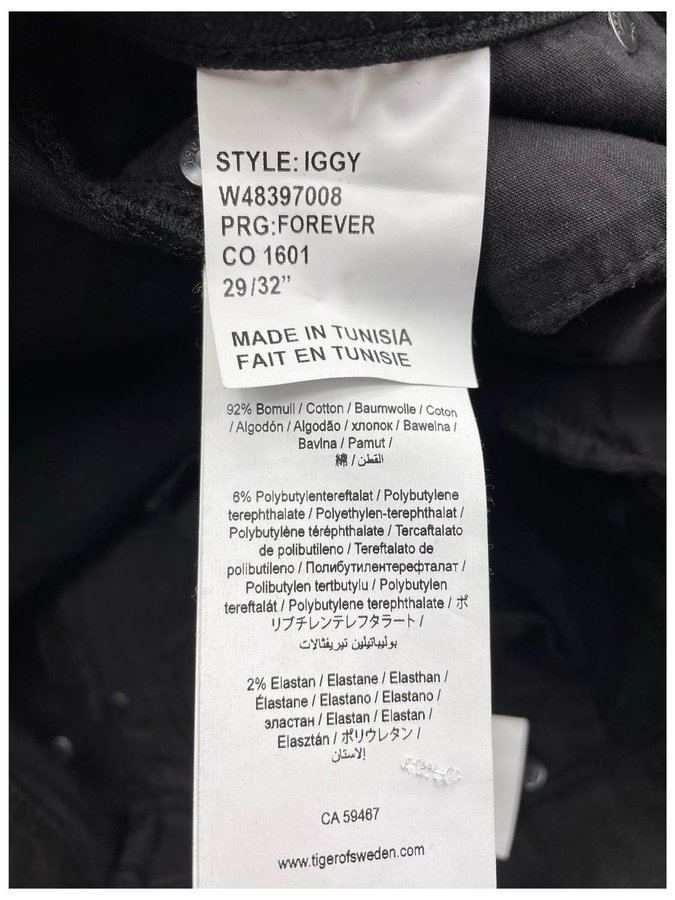 STYLE: IGGY
W48397008
PRG:FOREVER
CO 1601
29/32"
MADE IN TUNISIA
FAIT EN TUNISIE
92% Bomull / Cotton / Baumwolle / Coton
/ Algodón / Algodão / хлопок / Bawełna /
Bavlna / Pamut /
綿 / القطن
6% Polybutylentereftalat / Polybutylene
terephthalate / Polyethylen-terephthalat /
Polybutylène téréphthalate / Tercaftalato
de polibutileno / Tereftalato de
polibutileno / Полибутилентерефталат /
Polibutylen tertbutylu / Polybutylen
tereftalát / Polybutylene terephthalate / ポ
リブチレンテレフタラート /
بوليباتيلين تيريفثالات
2% Elastan / Elastane / Elasthan /
Élastane / Elastano / Elastano /
эластан / Elastan / Elastan /
Elasztán / ポリウレタン /
الاستان
CA 59467
www.tigerofsweden.com